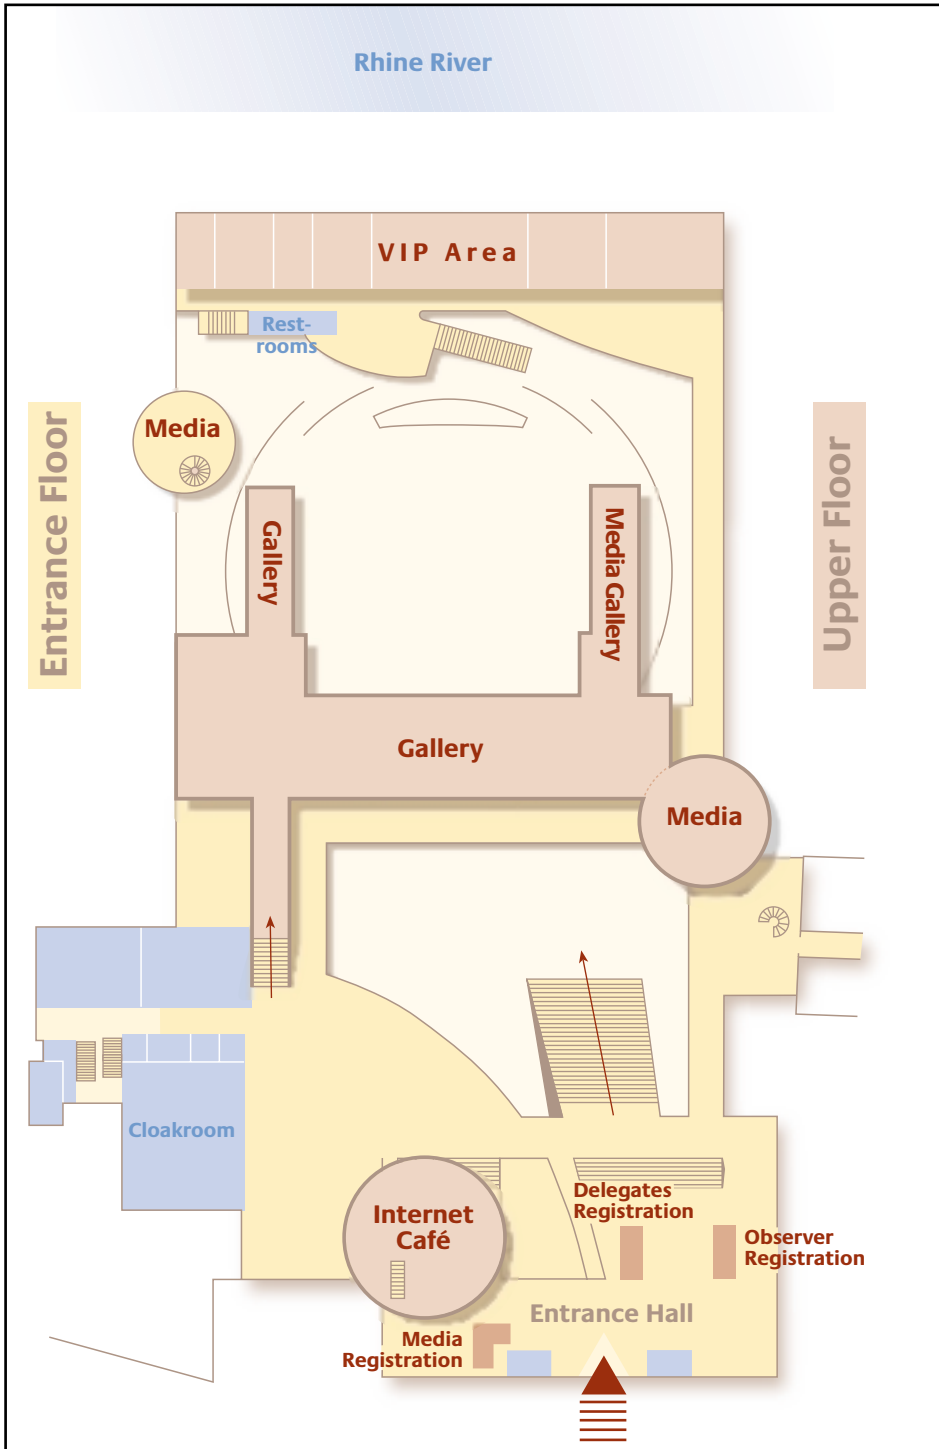 Rhine River
VIP Area
Rest-
rooms
Media
Entrance Floor
Upper Floor
Gallery
Media Gallery
Gallery
Media
Cloakroom
Internet
Café
Delegates
Registration
Observer
Registration
Entrance Hall
Media
Registration